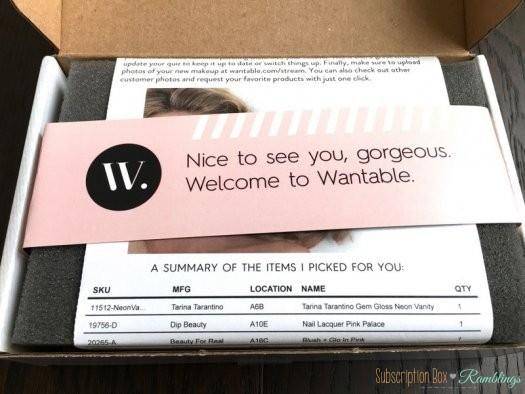 update your quiz to keep it up to date or switch things up. Finally, make sure to upload
photos of your new makeup at wantable.com/stream. You can also check out other
customer photos and request your favorite products with just one click.
W.
Nice to see you, gorgeous.
Welcome to Wantable.
A SUMMARY OF THE ITEMS I PICKED FOR YOU:
SKU MFG LOCATION NAME QTY
11512-NeonVa... Tarina Tarantino A6B Tarina Tarantino Gem Gloss Neon Vanity 1
19756-D Dip Beauty A10E Nail Lacquer Pink Palace 1
20265-A Beauty For Real A16C Blush + Glo In Pink
Subscription Box Ramblings